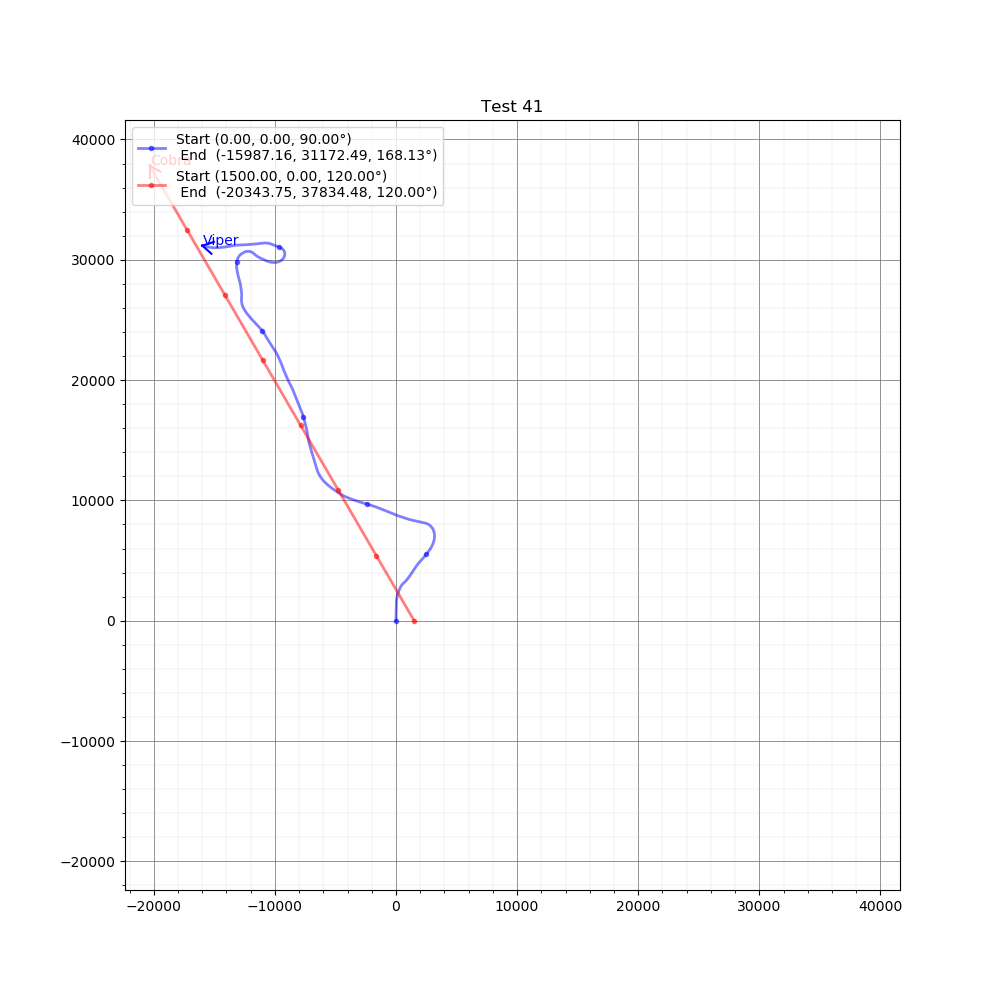 Test 41
40000
30000
20000
10000
0
−10000
−20000
Start (0.00, 0.00, 90.00°)
End (-15987.16, 31172.49, 168.13°)
Start (1500.00, 0.00, 120.00°)
End (-20343.75, 37834.48, 120.00°)
Cobra
Viper
−20000 −10000 0 10000 20000 30000 40000